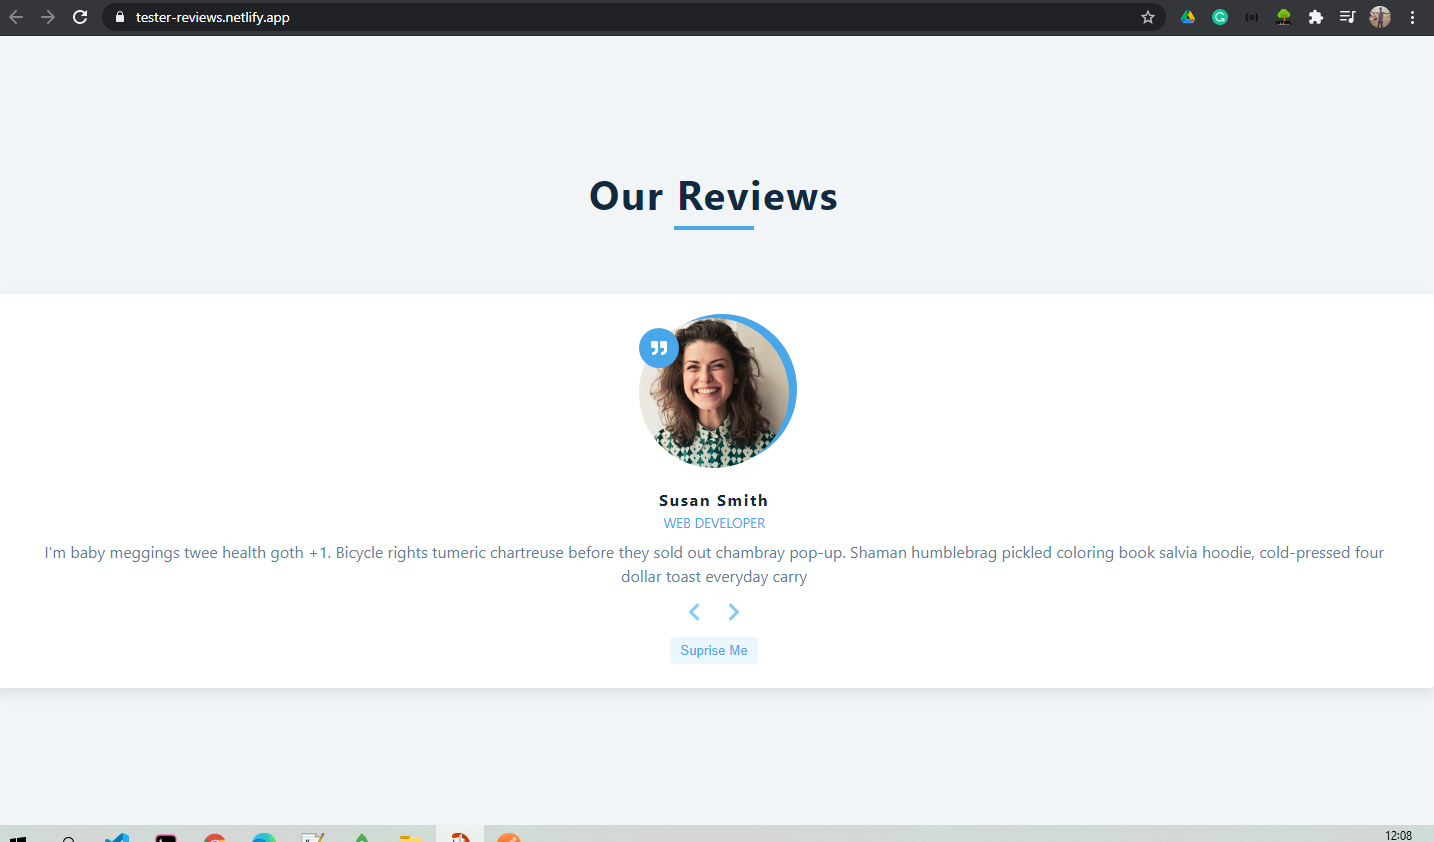 tester-reviews.netlify.app
Our Reviews
Susan Smith
WEB DEVELOPER
I'm baby meggings twee health goth +1. Bicycle rights tumeric chartreuse before they sold out chambray pop-up. Shaman humblebrag pickled coloring book salvia hoodie, cold-pressed four
dollar toast everyday carry
Suprise Me
12:08